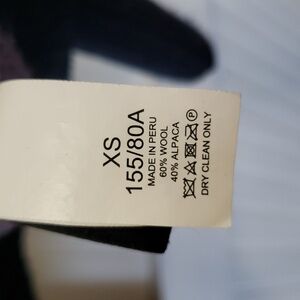 XS
155/80A
MADE IN PERU
60% WOOL
40% ALPACA
P
DRY CLEAN ONLY